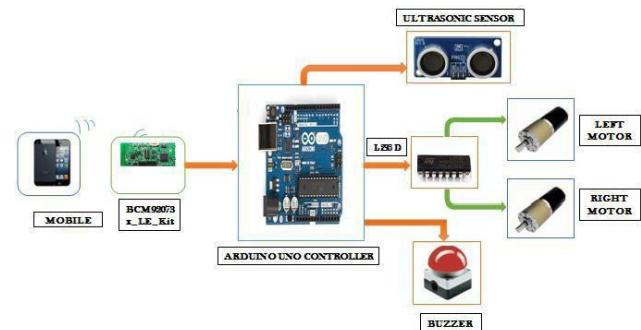 ULTRASONIC SENSOR
L293 D
LEFT
MOTOR
MOBILE
BCM92073
x_LE_Kit
ARDUINO UNO CONTROLLER
RIGHT
MOTOR
BUZZER